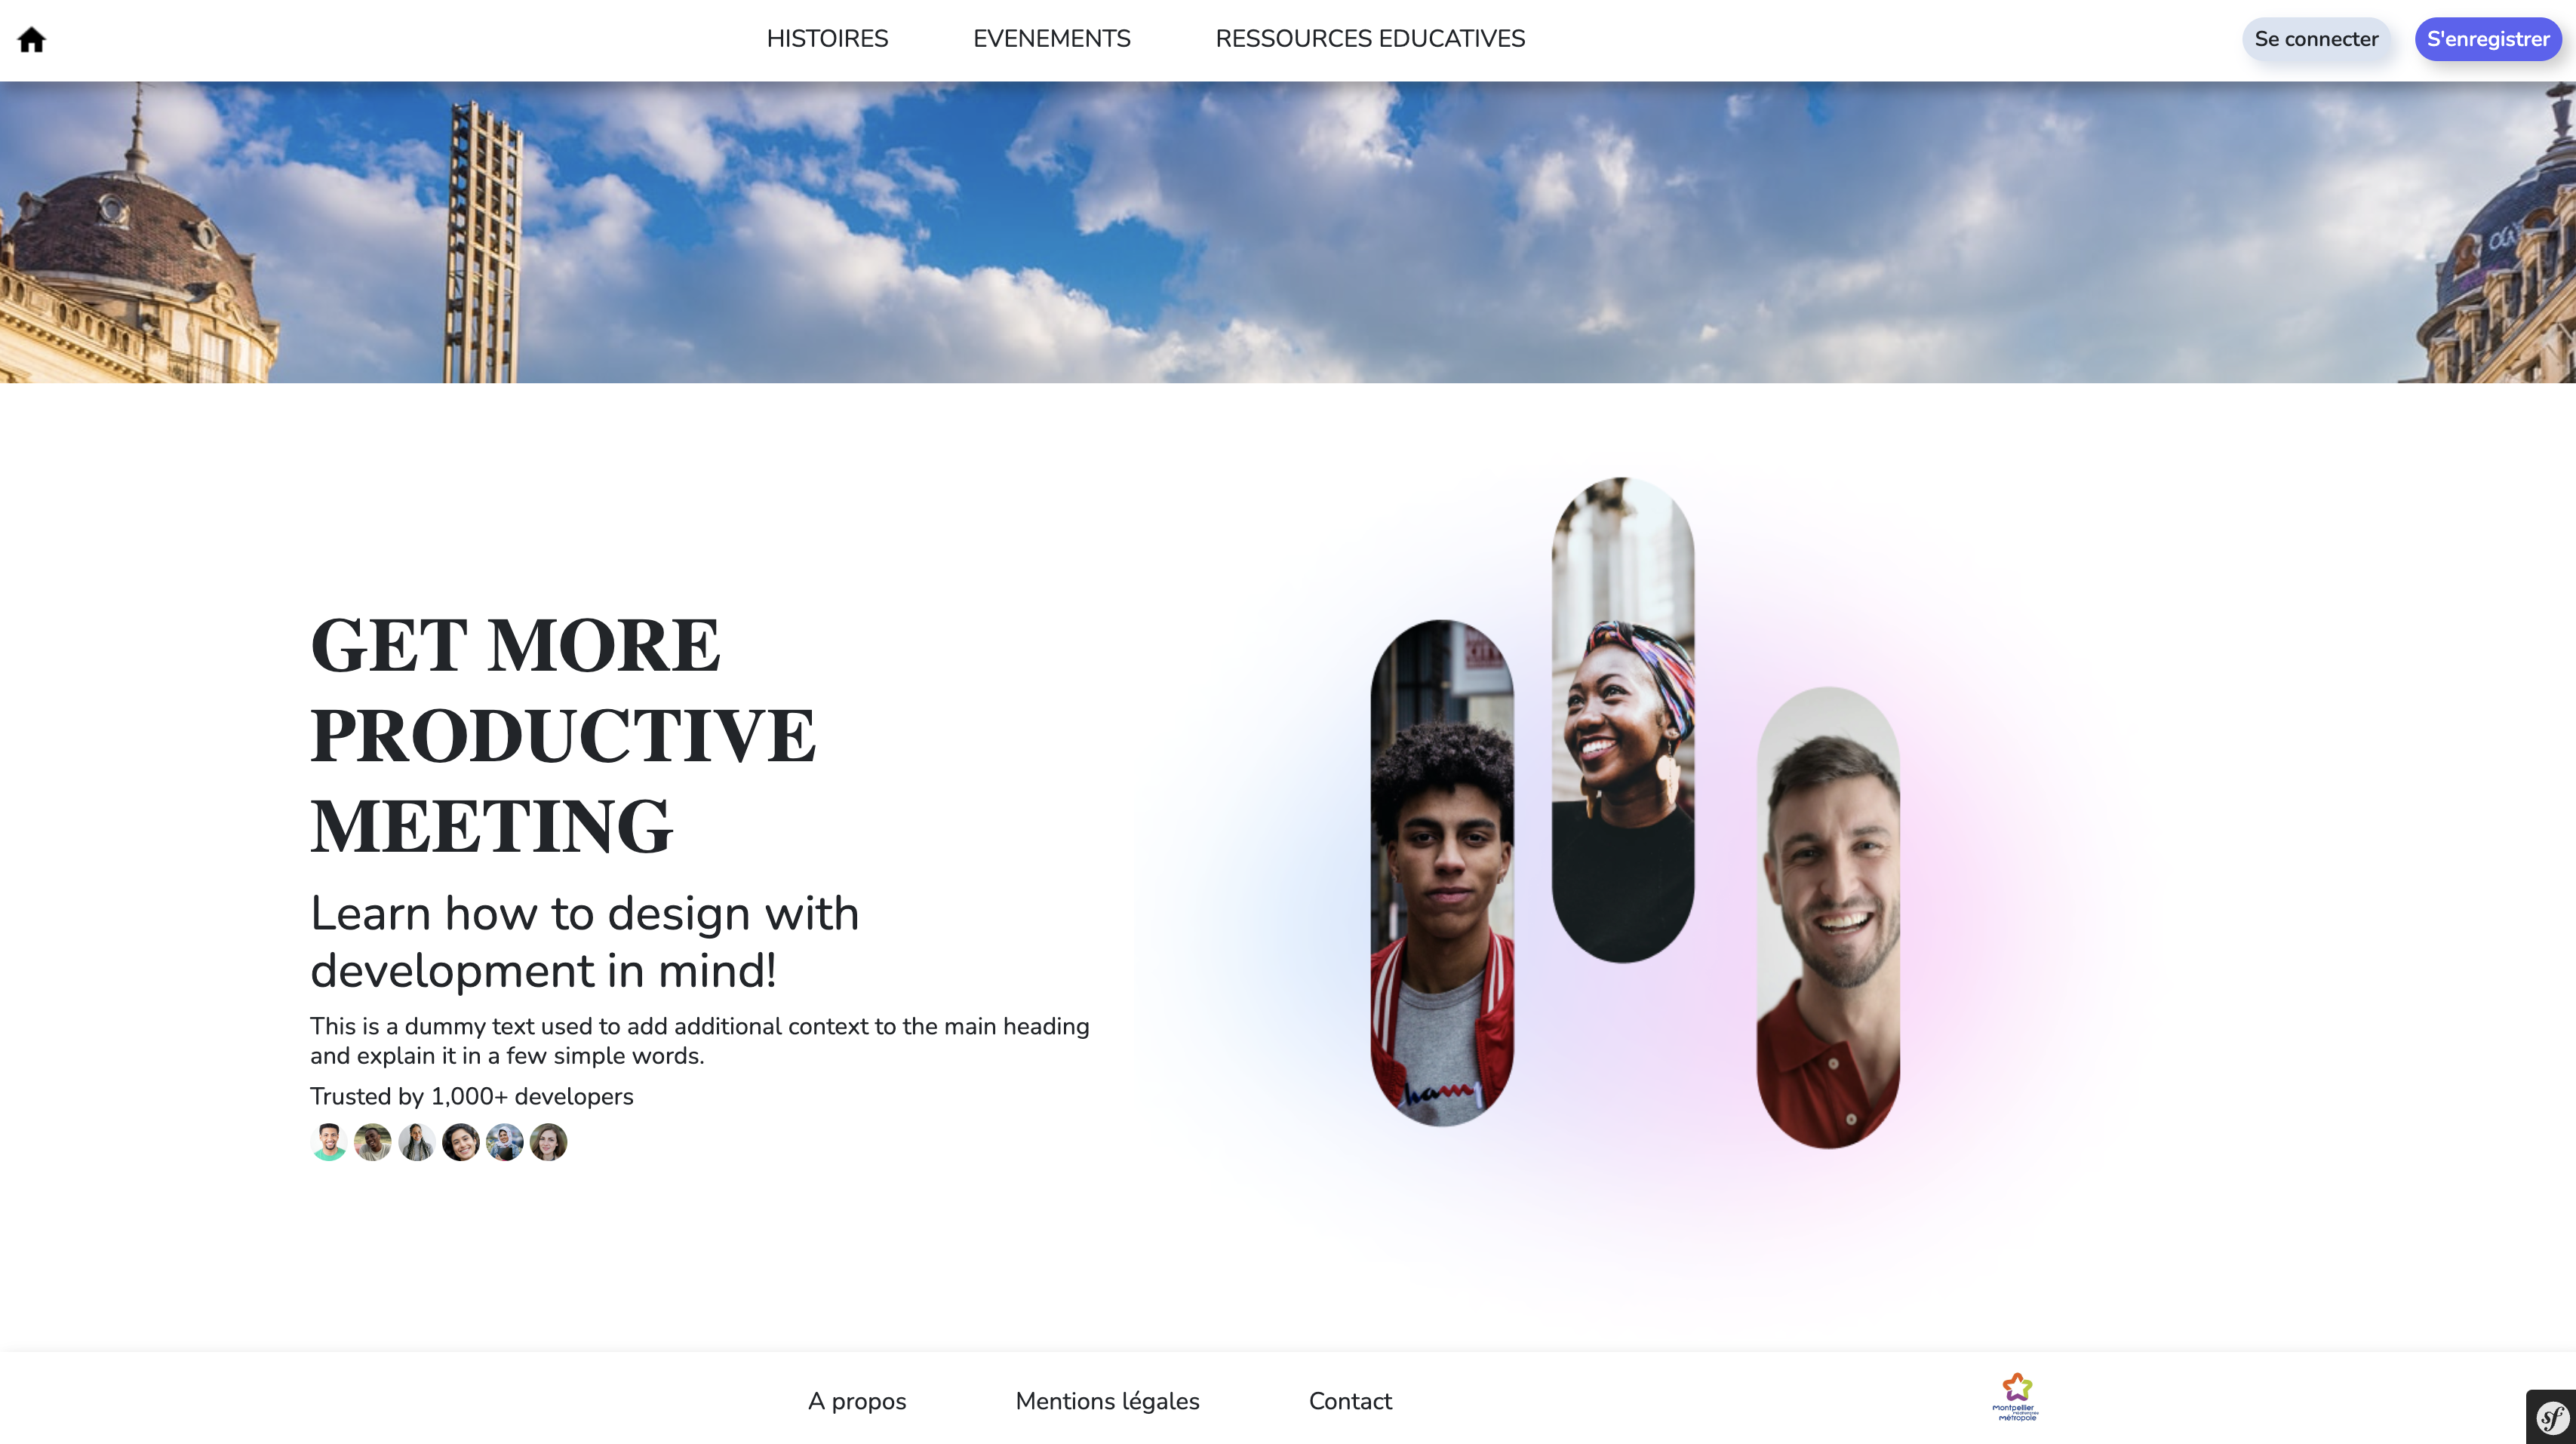 HISTOIRES EVENEMENTS RESSOURCES EDUCATIVES Se connecter S'enregistrer
GET MORE
PRODUCTIVE
MEETING
Learn how to design with
development in mind!
This is a dummy text used to add additional context to the main heading
and explain it in a few simple words.
Trusted by 1,000+ developers
ham
A propos Mentions légales Contact
montpellier
méditerranée
métropole
sf